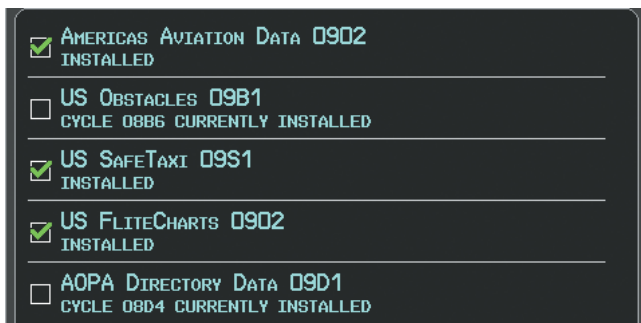 Americas Aviation Data 0902
INSTALLED
US Obstacles 09B1
CYCLE 08B6 CURRENTLY INSTALLED
US SafeTaxi 09S1
INSTALLED
US FliteCharts 0902
INSTALLED
AOPA Directory Data 09D1
CYCLE 08D4 CURRENTLY INSTALLED